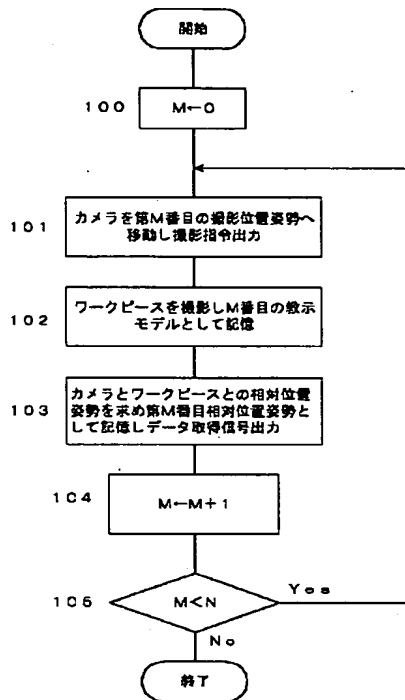 開始
100
M←0
101
カメラを第M番目の撮影位置姿勢へ
移動し撮影指令出力
102
ワークピースを撮影しM番目の教示
モデルとして記憶
103
カメラとワークピースとの相対位置
姿勢を求め第M番目相対位置姿勢と
して記憶しデータ取得信号出力
104
M←M+1
105
M<N
Yes
No
終了